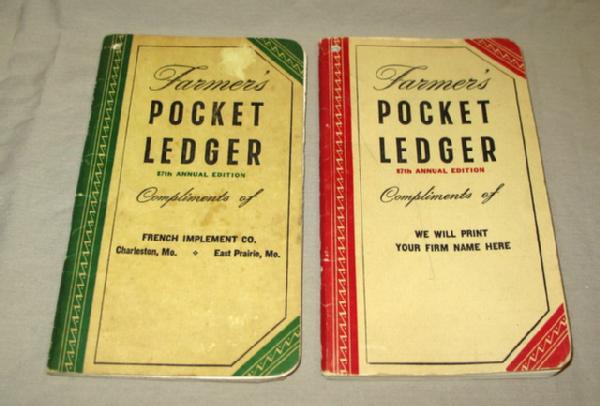 Farmer's
POCKET
LEDGER
87th ANNUAL EDITION
Compliments of
FRENCH IMPLEMENT CO.
Charleston, Mo. ❖ East Prairie, Mo.
Farmer's
POCKET
LEDGER
87th ANNUAL EDITION
Compliments of
WE WILL PRINT
YOUR FIRM NAME HERE